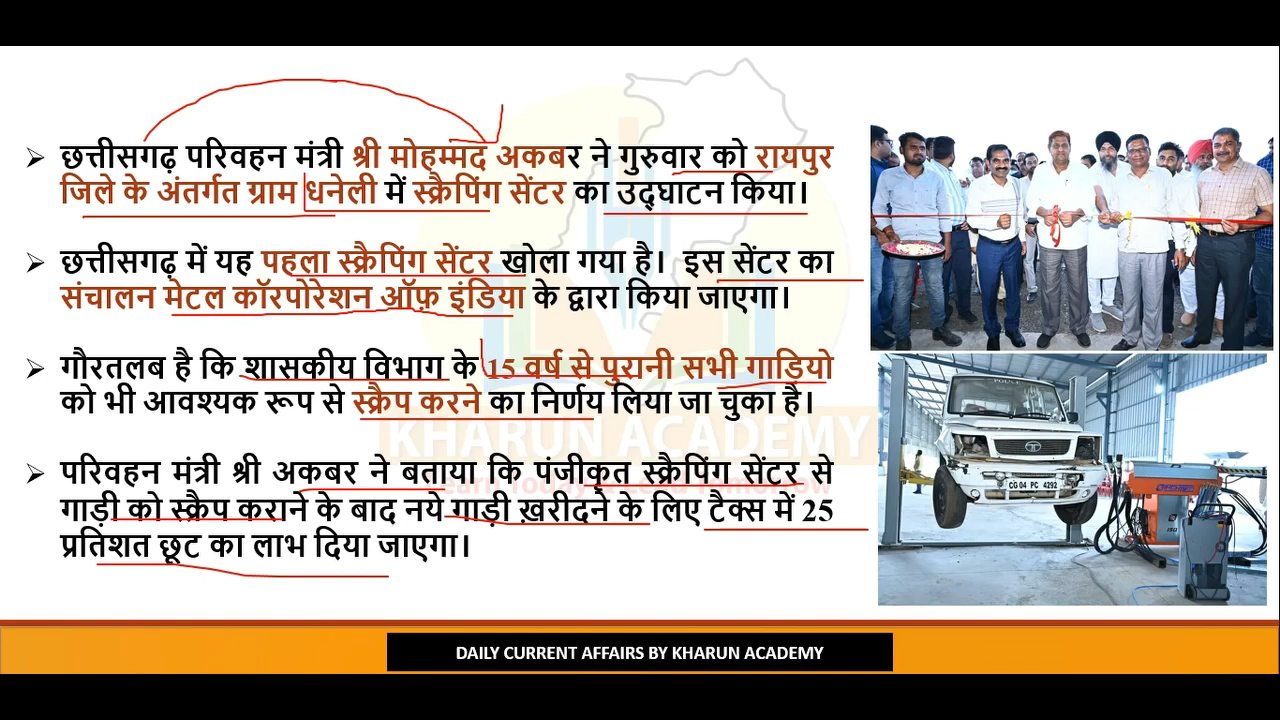 छत्तीसगढ़ परिवहन मंत्री श्री मोहम्मद अकबर ने गुरुवार को रायपुर
जिले के अंतर्गत ग्राम धनेली में स्क्रैपिंग सेंटर का उद्घाटन किया।
छत्तीसगढ़ में यह पहला स्क्रैपिंग सेंटर खोला गया है। इस सेंटर का
संचालन मेटल कॉरपोरेशन ऑफ़ इंडिया के द्वारा किया जाएगा।
गौरतलब है कि शासकीय विभाग के 15 वर्ष से पुरानी सभी गाड़ियो
को भी आवश्यक रूप से स्क्रैप करने का निर्णय लिया जा चुका है।
परिवहन मंत्री श्री अकबर ने बताया कि पंजीकृत स्क्रैपिंग सेंटर से
गाड़ी को स्क्रैप कराने के बाद नये गाड़ी ख़रीदने के लिए टैक्स में 25
प्रतिशत छूट का लाभ दिया जाएगा।
KHARUN ACADEMY
POLICE
CG04 PC 4292
DAILY CURRENT AFFAIRS BY KHARUN ACADEMY